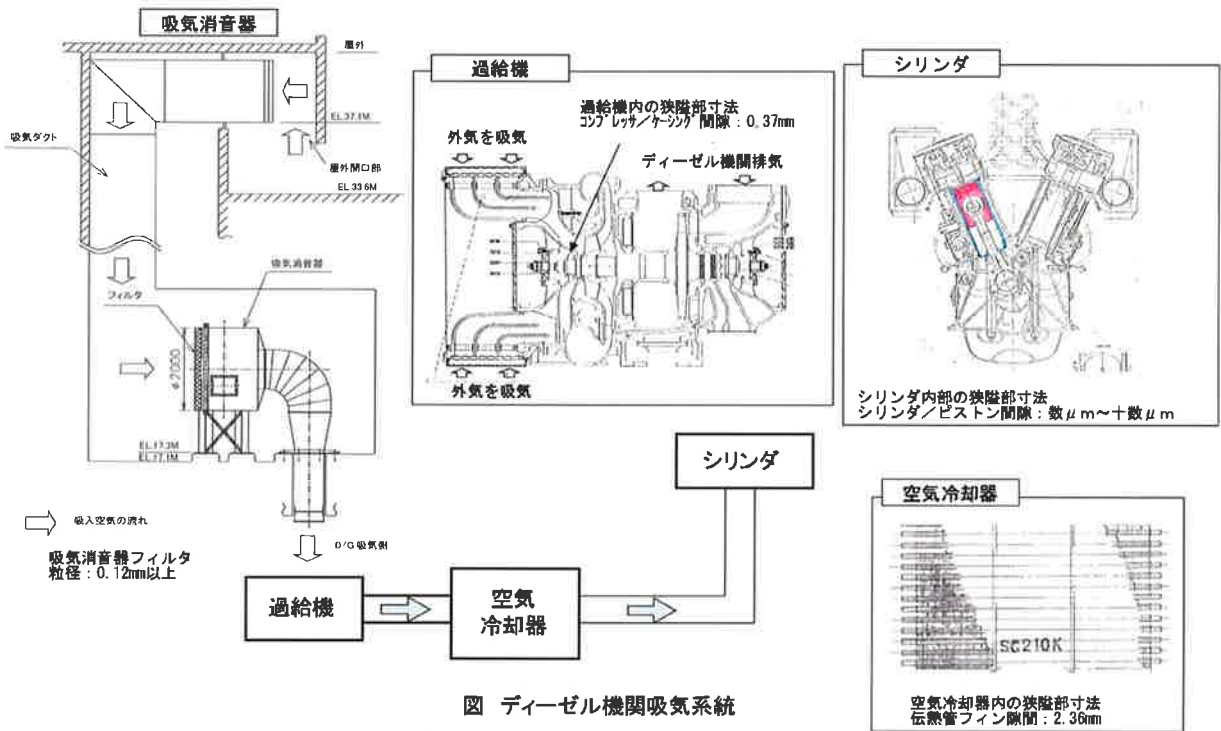 吸気消音器
屋外
吸気ダクト
EL.37.1M
屋外開口部
EL.33.6M
吸気消音器
フィルタ
φ2000
EL.17.3M
EL.17.1M
吸入空気の流れ
吸気消音器フィルタ
粒径：0.12mm以上
D/G吸気側
過給機
過給機内の狭隘部寸法
コンプレッサ/ケーシング間隙：0.37mm
外気を吸気
ディーゼル機関排気
外気を吸気
シリンダ
シリンダ内部の狭隘部寸法
シリンダ/ピストン間隙：数μm～十数μm
シリンダ
過給機
空気
冷却器
空気冷却器
SC210K
空気冷却器内の狭隘部寸法
伝熱管フィン隙間：2.36mm
図 ディーゼル機関吸気系統